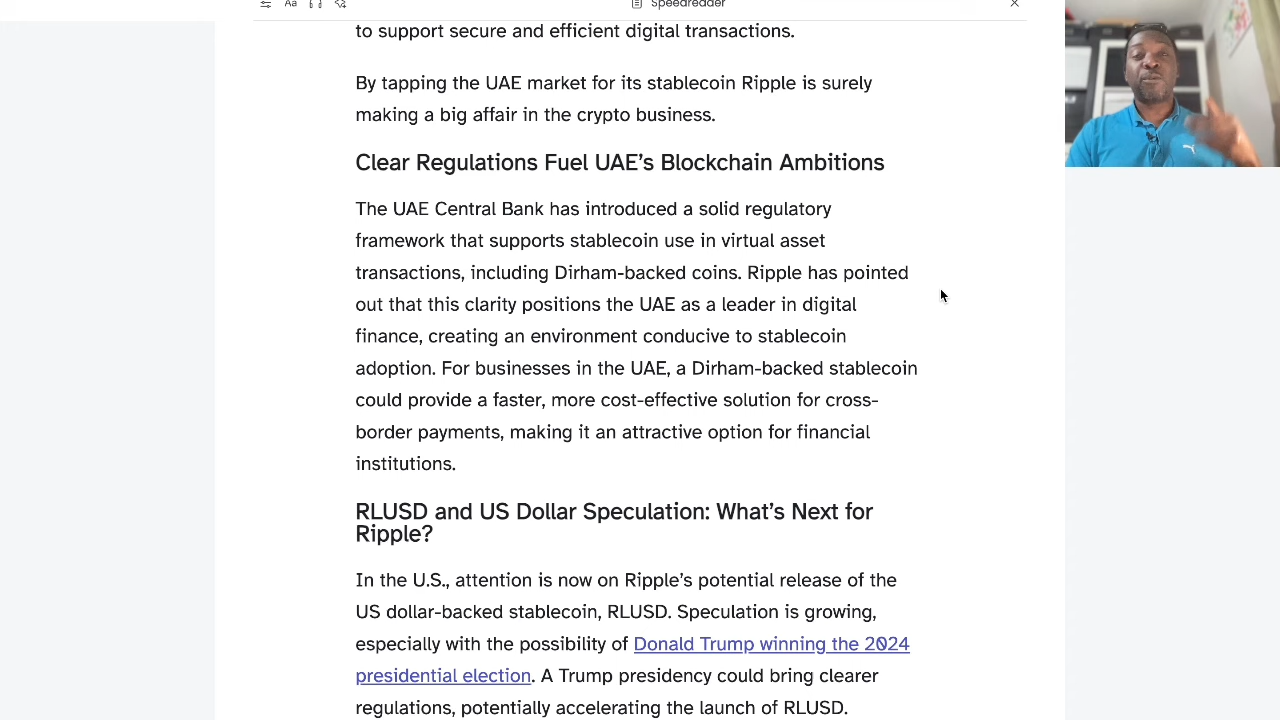 Aa
Speedreader
to support secure and efficient digital transactions.
By tapping the UAE market for its stablecoin Ripple is surely
making a big affair in the crypto business.
Clear Regulations Fuel UAE’s Blockchain Ambitions
The UAE Central Bank has introduced a solid regulatory
framework that supports stablecoin use in virtual asset
transactions, including Dirham-backed coins. Ripple has pointed
out that this clarity positions the UAE as a leader in digital
finance, creating an environment conducive to stablecoin
adoption. For businesses in the UAE, a Dirham-backed stablecoin
could provide a faster, more cost-effective solution for cross-
border payments, making it an attractive option for financial
institutions.
RLUSD and US Dollar Speculation: What’s Next for
Ripple?
In the U.S., attention is now on Ripple’s potential release of the
US dollar-backed stablecoin, RLUSD. Speculation is growing,
especially with the possibility of Donald Trump winning the 2024
presidential election. A Trump presidency could bring clearer
regulations, potentially accelerating the launch of RLUSD.